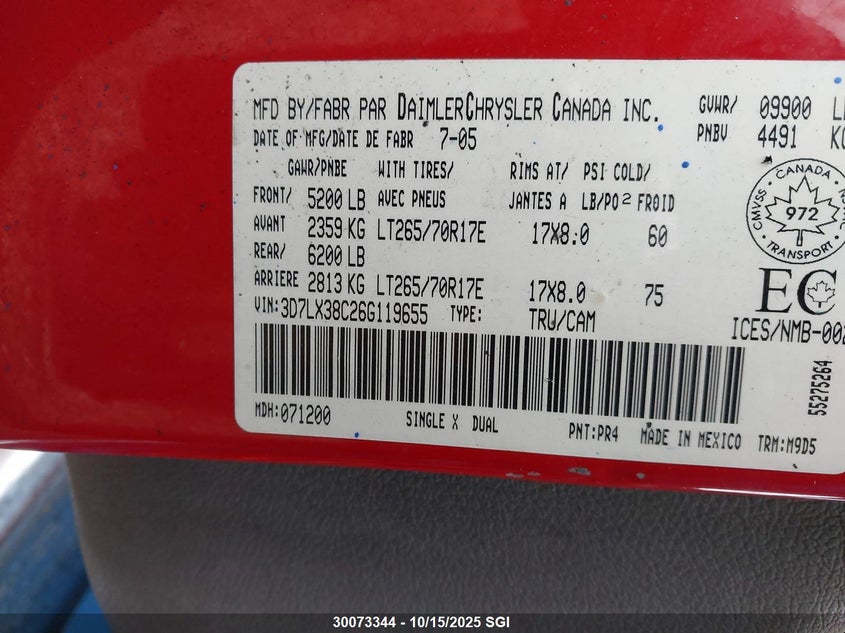 MFD BY/FABR PAR DAIMLERCHRYSLER CANADA INC. GVWR/ 09900
DATE OF MFG/DATE DE FABR 7-05 PNBV 4491
GAWR/PNBE WITH TIRES/ RIMS AT/ PSI COLD/
FRONT/ 5200 LB AVEC PNEUS JANTES A LB/PO2 FROID
AVANT 2359 KG LT265/70R17E 17X8.0 60
REAR/ 6200 LB
ARRIERE 2813 KG LT265/70R17E 17X8.0 75
VIN:3D7LX38C26G119655 TYPE: TRU/CAM
CANADA
CMVSS
972
TRANSPORT
EC
ICES/NMB-002
55275264
MDH:071200 SINGLE X DUAL PNT:PR4 MADE IN MEXICO TRM:M9D5
30073344 - 10/15/2025 SGI